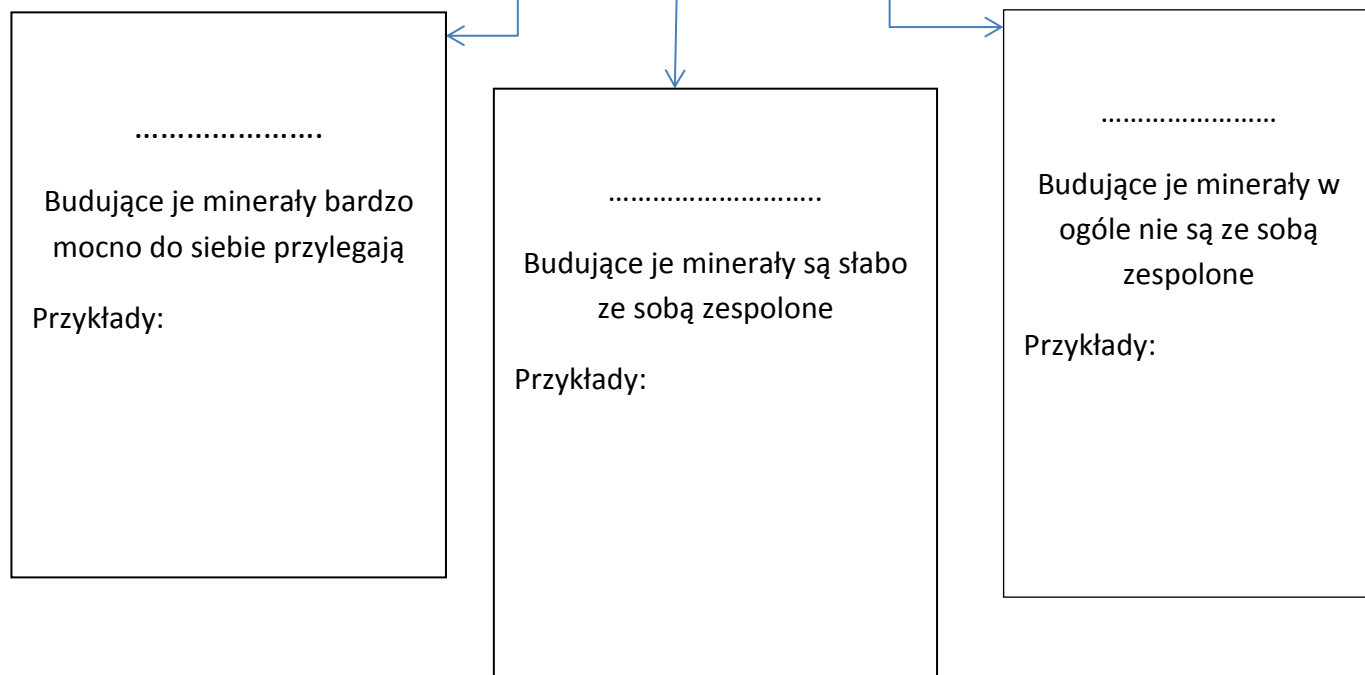 ………………….
Budujące je minerały bardzo
mocno do siebie przylegają
Przykłady:
………………………..
Budujące je minerały są słabo
ze sobą zespolone
Przykłady:
……………………
Budujące je minerały w
ogóle nie są ze sobą
zespolone
Przykłady: